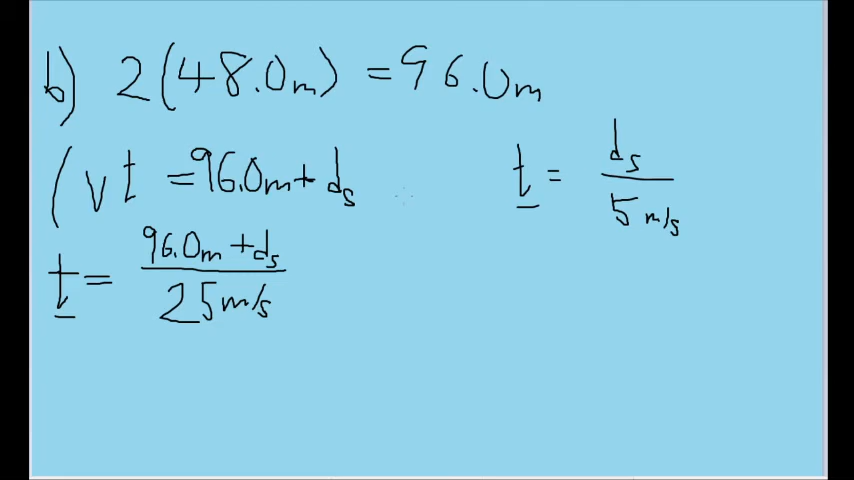 b) 2(48.0m) = 96.0m
(vt = 96.0m + ds
t = ds / 5 m/s
t = 96.0m + ds / 25 m/s